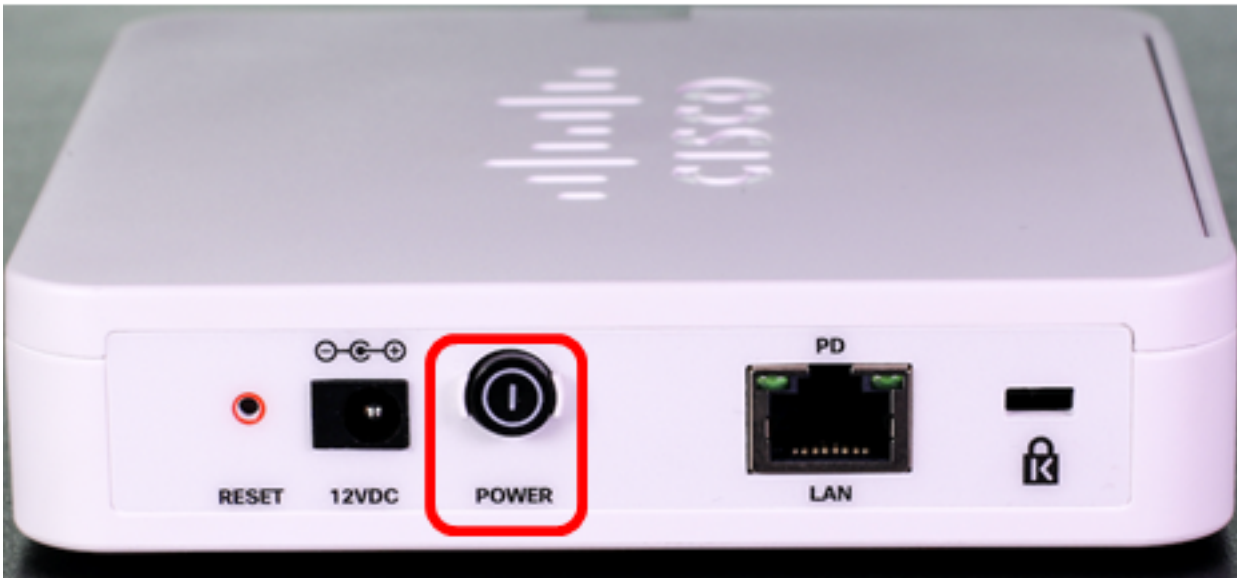 CISCO
PD
RESET
12VDC
POWER
LAN
K